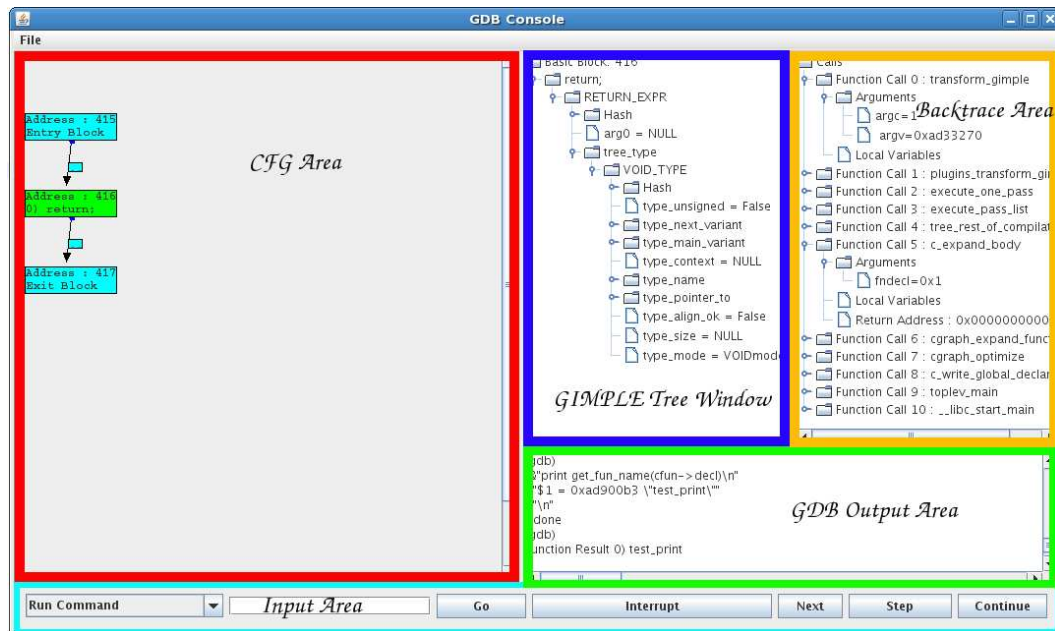 GDB Console
File
Address : 415
Entry Block
Address : 416
0) return;
Address : 417
Exit Block
CFG Area
Basic Block: 416
return;
RETURN_EXPR
Hash
arg0 = NULL
tree_type
VOID_TYPE
Hash
type_unsigned = False
type_next_variant
type_main_variant
type_context = NULL
type_name
type_pointer_to
type_align_ok = False
type_size = NULL
type_mode = VOIDmode
GIMPLE Tree Window
Calls
Function Call 0 : transform_gimple
Arguments
argc=1
argv=0xad33270
Local Variables
Function Call 1 : plugins_transform_gi
Function Call 2 : execute_one_pass
Function Call 3 : execute_pass_list
Function Call 4 : tree_rest_of_compilat
Function Call 5 : c_expand_body
Arguments
fndecl=0x1
Local Variables
Return Address : 0x0000000000
Function Call 6 : cgraph_expand_funct
Function Call 7 : cgraph_optimize
Function Call 8 : c_write_global_declar
Function Call 9 : toplev_main
Function Call 10 : __libc_start_main
Backtrace Area
gdb)
&"print get_fun_name(cfun->decl)\n"
"$1 = 0xad900b3 \"test_print\""
"\n"
done
gdb)
unction Result 0) test_print
GDB Output Area
Run Command
Input Area
Go
Interrupt
Next
Step
Continue